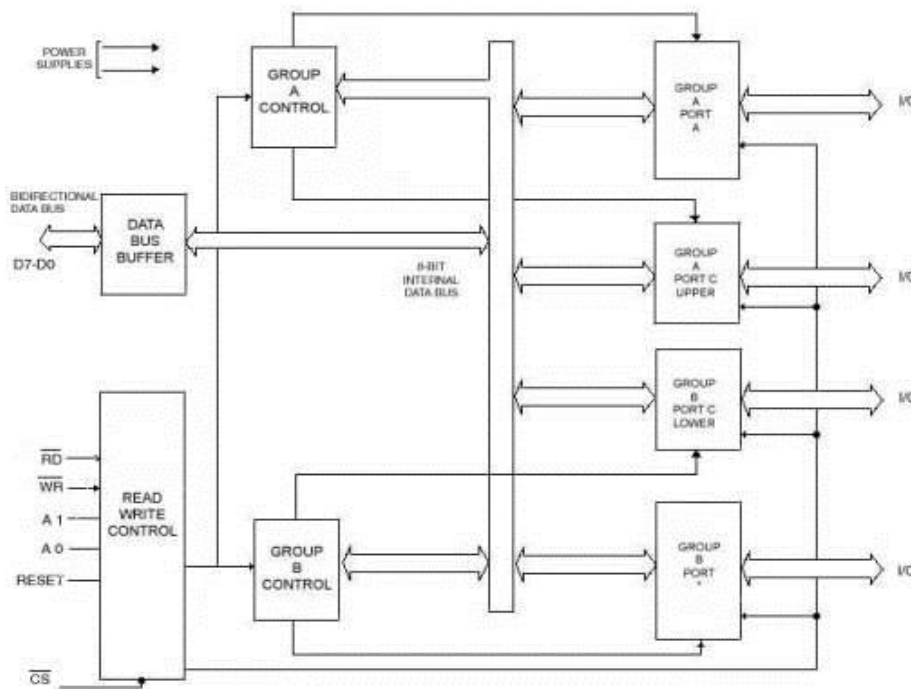 POWER
SUPPLIES
GROUP
A
CONTROL
GROUP
A
PORT
A
I/O
BIDIRECTIONAL
DATA BUS
D7-D0
DATA
BUS
BUFFER
8-BIT
INTERNAL
DATA BUS
GROUP
A
PORT C
UPPER
I/O
GROUP
B
PORT C
LOWER
I/O
RD
WR
A 1
A 0
RESET
CS
READ
WRITE
CONTROL
GROUP
B
CONTROL
GROUP
B
PORT
I/O